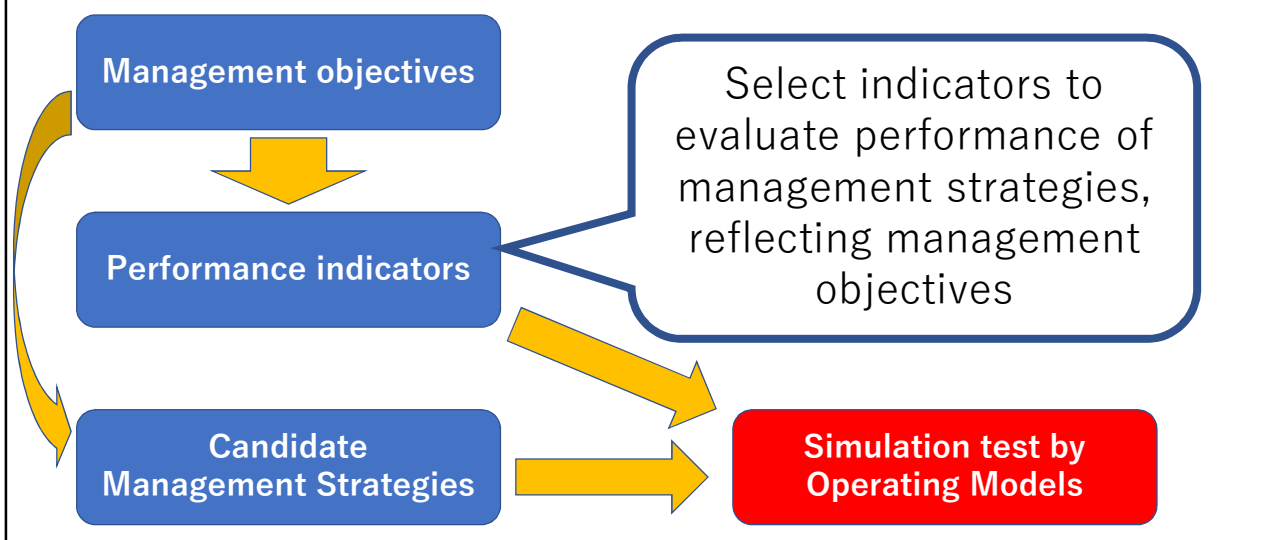 Management objectives
Select indicators to
evaluate performance of
management strategies,
reflecting management
objectives
Performance indicators
Candidate
Management Strategies
Simulation test by
Operating Models